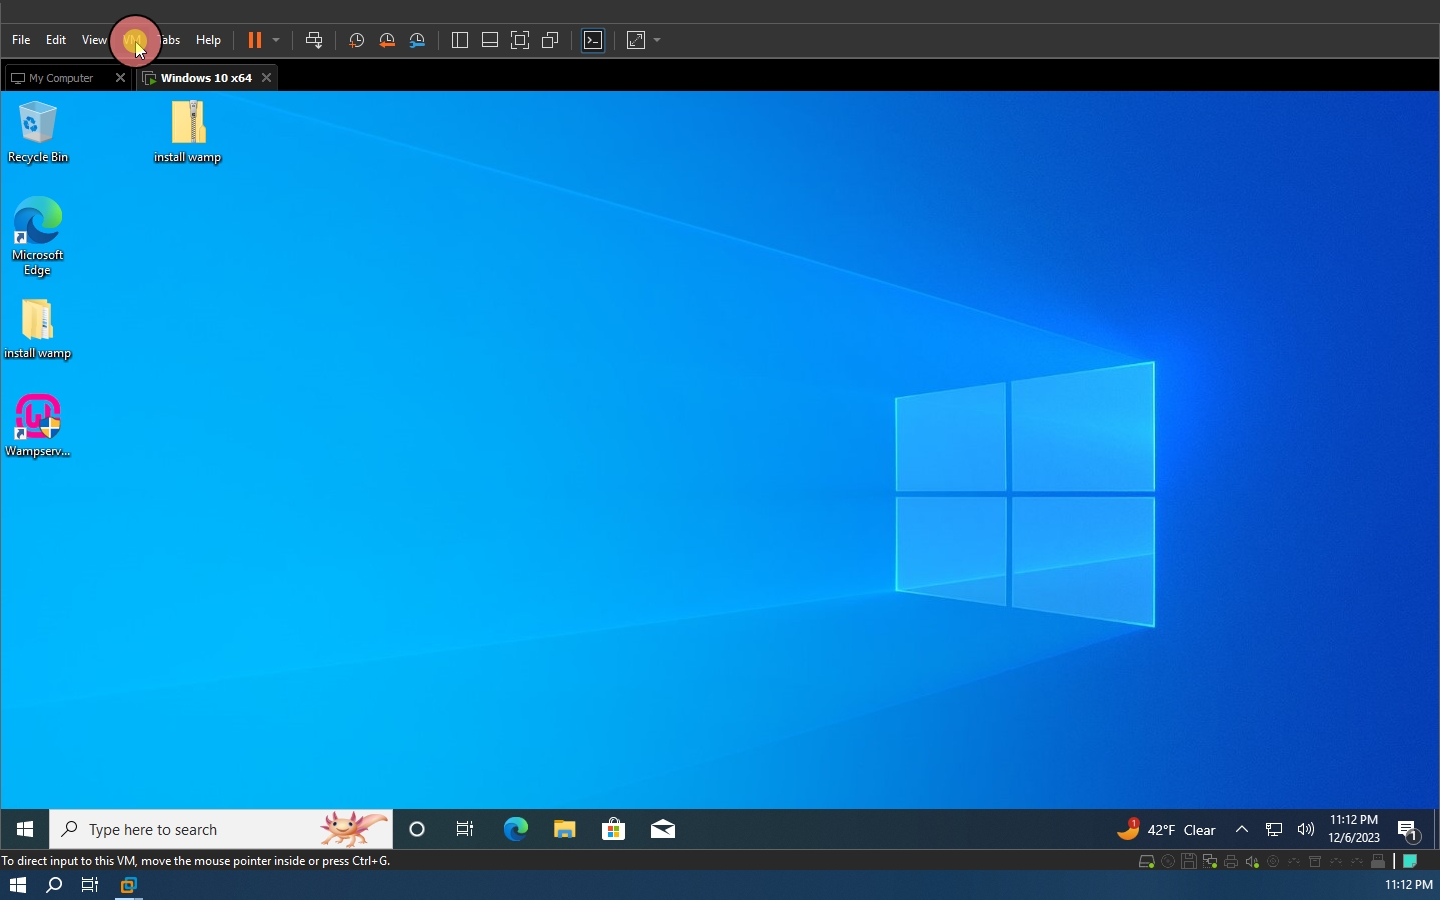 File Edit View VM Tabs Help
My Computer Windows 10 x64
Recycle Bin
install wamp
Microsoft
Edge
install wamp
Wampserv...
Type here to search
1
42°F Clear
11:12 PM
12/6/2023
1
To direct input to this VM, move the mouse pointer inside or press Ctrl+G.
11:12 PM